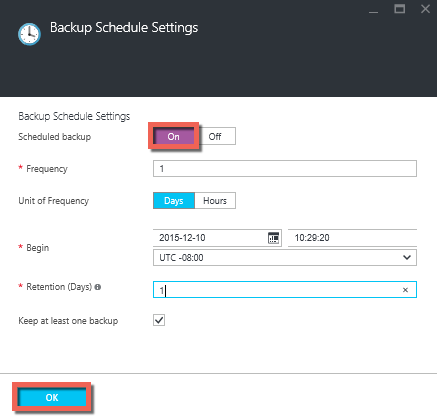 Backup Schedule Settings
Backup Schedule Settings
Scheduled backup On Off
* Frequency 1
Unit of Frequency Days Hours
2015-12-10 10:29:20
* Begin
UTC -08:00
* Retention (Days) 1
Keep at least one backup
OK